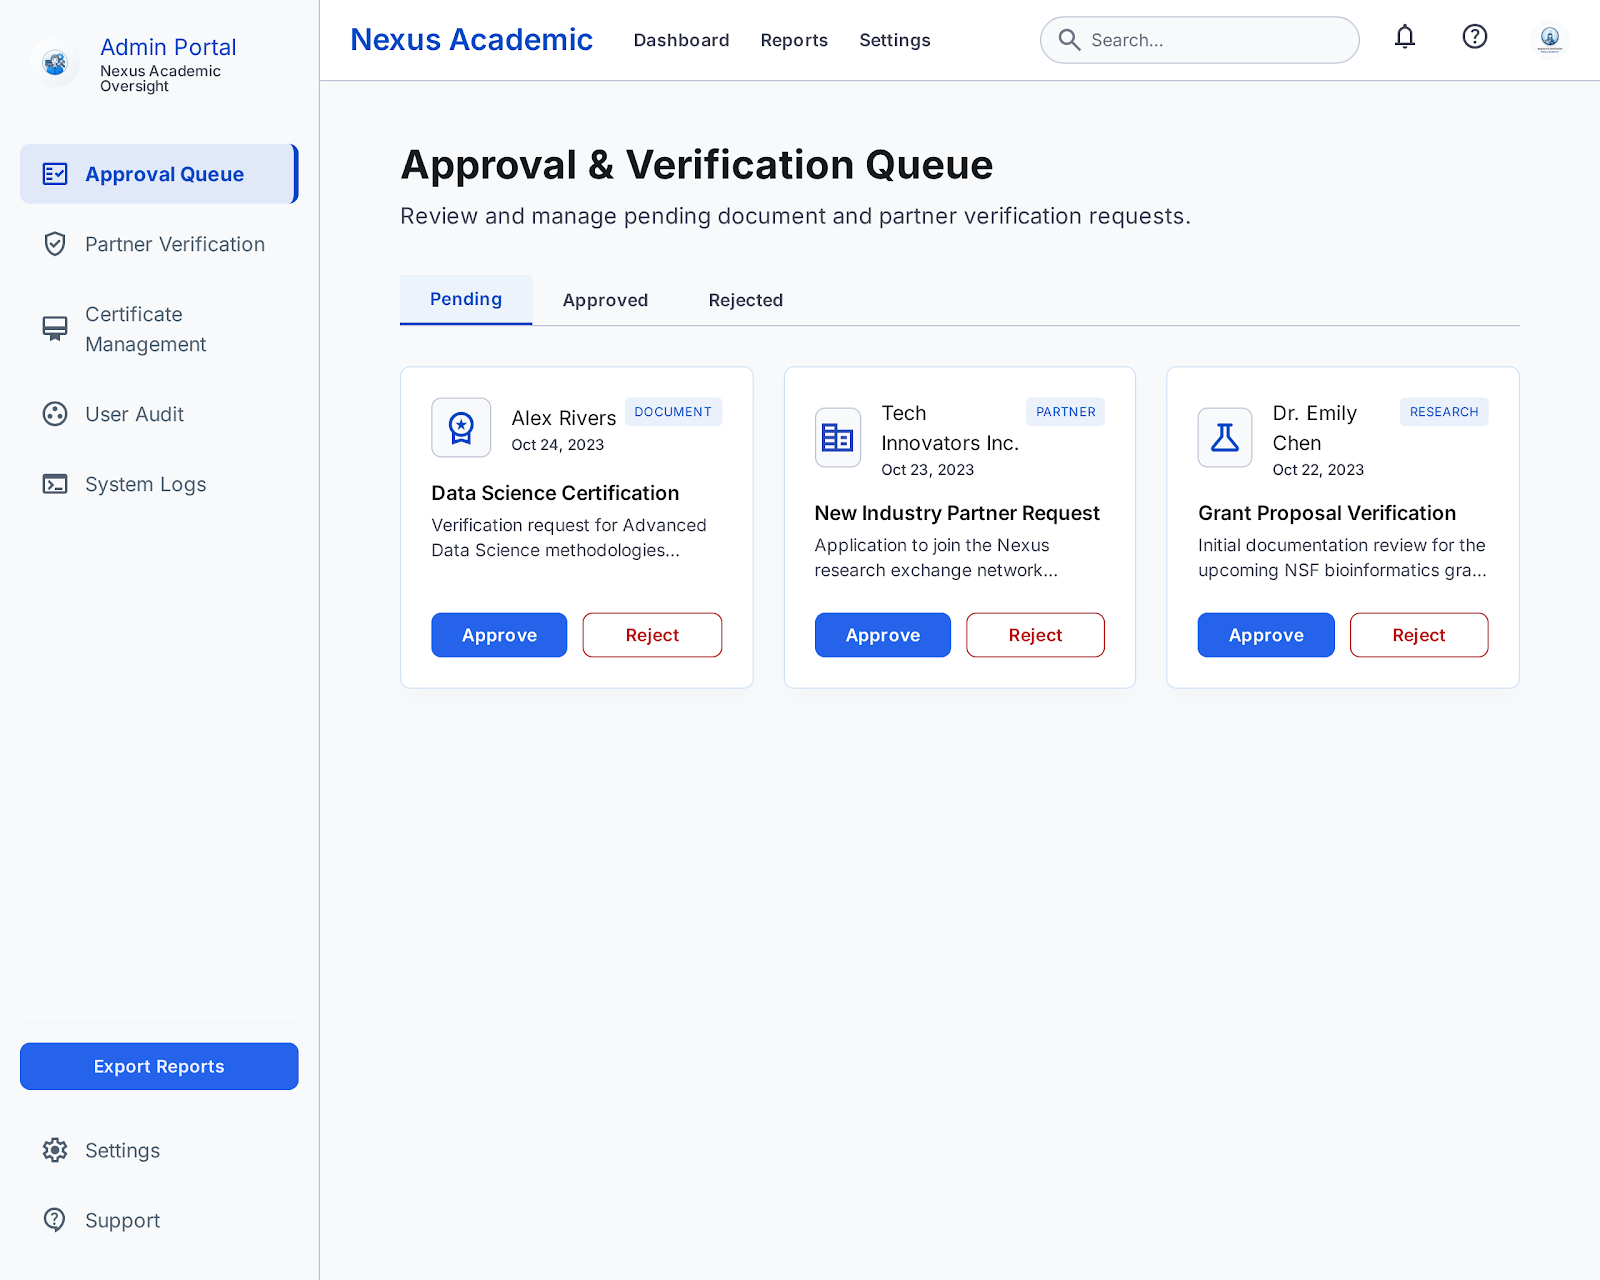 Admin Portal
Nexus Academic
Oversight
Approval Queue
Partner Verification
Certificate
Management
User Audit
System Logs
Export Reports
Settings
Support
Nexus Academic
Dashboard
Reports
Settings
Search...
Approval & Verification Queue
Review and manage pending document and partner verification requests.
Pending
Approved
Rejected
Alex Rivers
Oct 24, 2023
DOCUMENT
Data Science Certification
Verification request for Advanced
Data Science methodologies...
Approve
Reject
Tech
Innovators Inc.
Oct 23, 2023
PARTNER
New Industry Partner Request
Application to join the Nexus
research exchange network...
Approve
Reject
Dr. Emily
Chen
Oct 22, 2023
RESEARCH
Grant Proposal Verification
Initial documentation review for the
upcoming NSF bioinformatics gra...
Approve
Reject